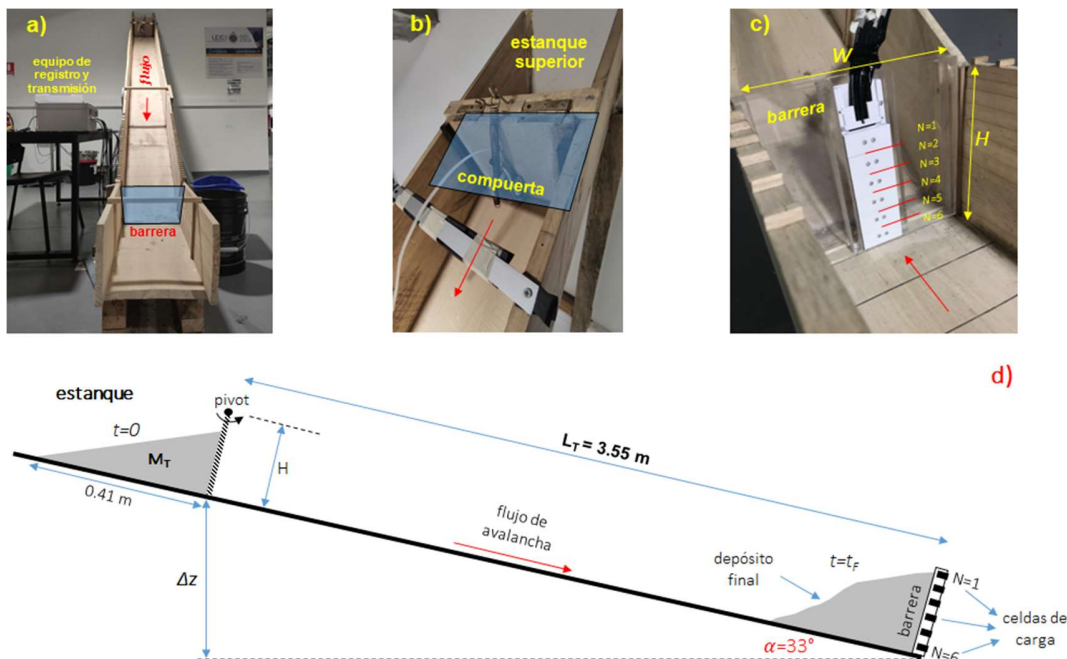 a)
equipo de
registro y
transmisión
flujo
UDO
barrera
b)
estanque
superior
compuerta
c)
W
barrera
H
N=1
N=2
N=3
N=4
N=5
N=6
d)
estanque
pivot
t=0
M_T
H
0.41 m
L_T = 3.55 m
Δz
flujo de
avalancha
depósito
final
t=t_F
barrera
N=1
celdas de
carga
N=6
α=33°